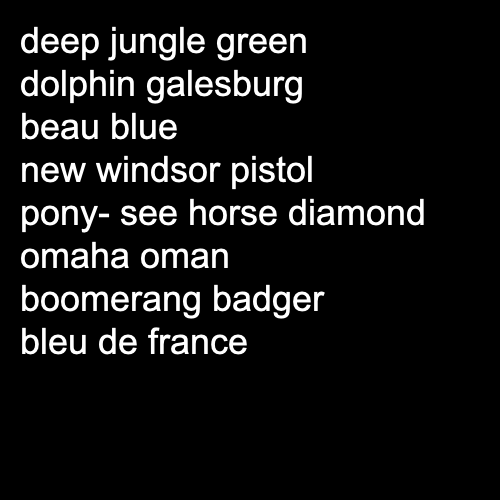 deep jungle green
dolphin galesburg
beau blue
new windsor pistol
pony- see horse diamond
omaha oman
boomerang badger
bleu de france